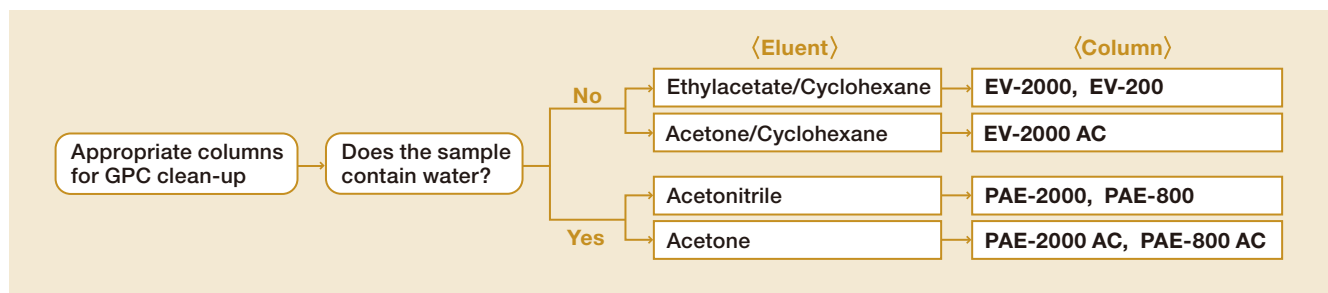 〈Eluent〉 〈Column〉
No
Ethylacetate/Cyclohexane EV-2000, EV-200
Acetone/Cyclohexane EV-2000 AC
Appropriate columns
for GPC clean-up
Does the sample
contain water?
Yes
Acetonitrile PAE-2000, PAE-800
Acetone PAE-2000 AC, PAE-800 AC